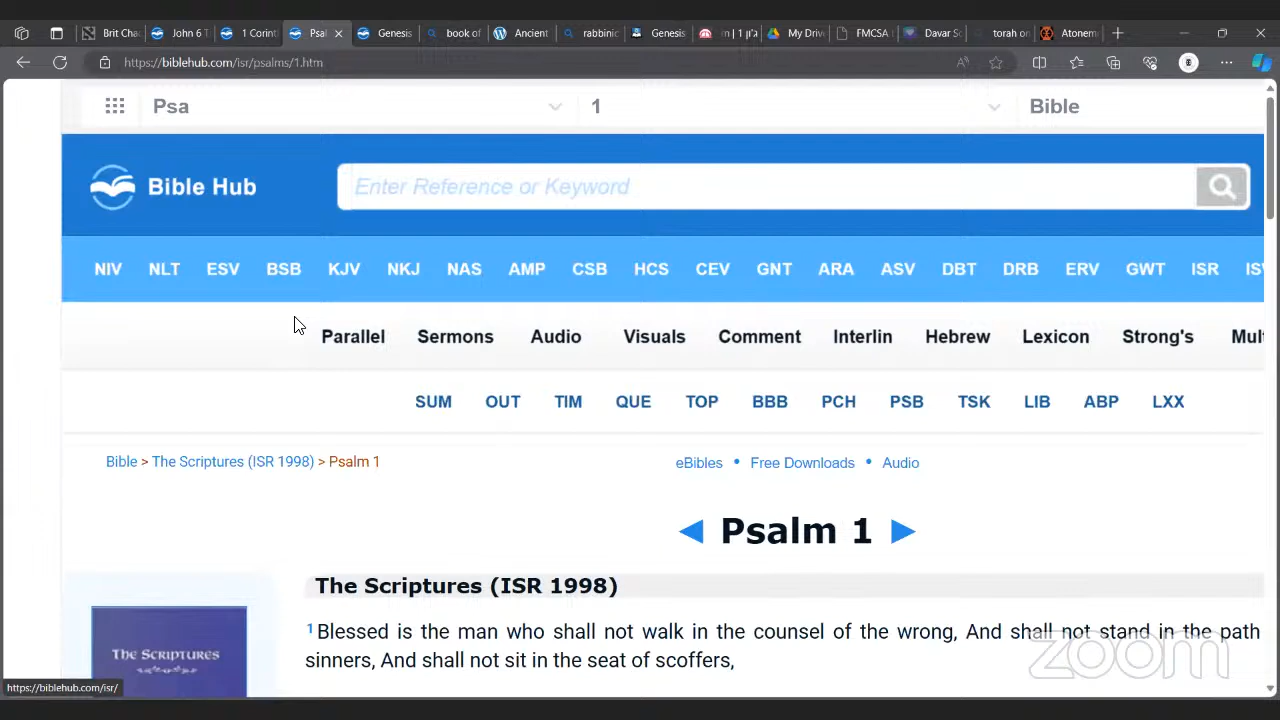 Brit Cha
John 6 T
1 Corint
Psal
Genesis
book of
Ancient
rabbinic
Genesis
My Driv
FMCSA
Davar Sc
torah or
Atonem
https://biblehub.com/isr/psalms/1.htm
Psa
1
Bible
Bible Hub
Enter Reference or Keyword
NIV NLT ESV BSB KJV NKJ NAS AMP CSB HCS CEV GNT ARA ASV DBT DRB ERV GWT ISR IS
Parallel Sermons Audio Visuals Comment Interlin Hebrew Lexicon Strong's Mul
SUM OUT TIM QUE TOP BBB PCH PSB TSK LIB ABP LXX
Bible > The Scriptures (ISR 1998) > Psalm 1
eBibles • Free Downloads • Audio
◄ Psalm 1 ►
The Scriptures (ISR 1998)
1 Blessed is the man who shall not walk in the counsel of the wrong, And shall not stand in the path
sinners, And shall not sit in the seat of scoffers,
The Scriptures
https://biblehub.com/isr/
zoom